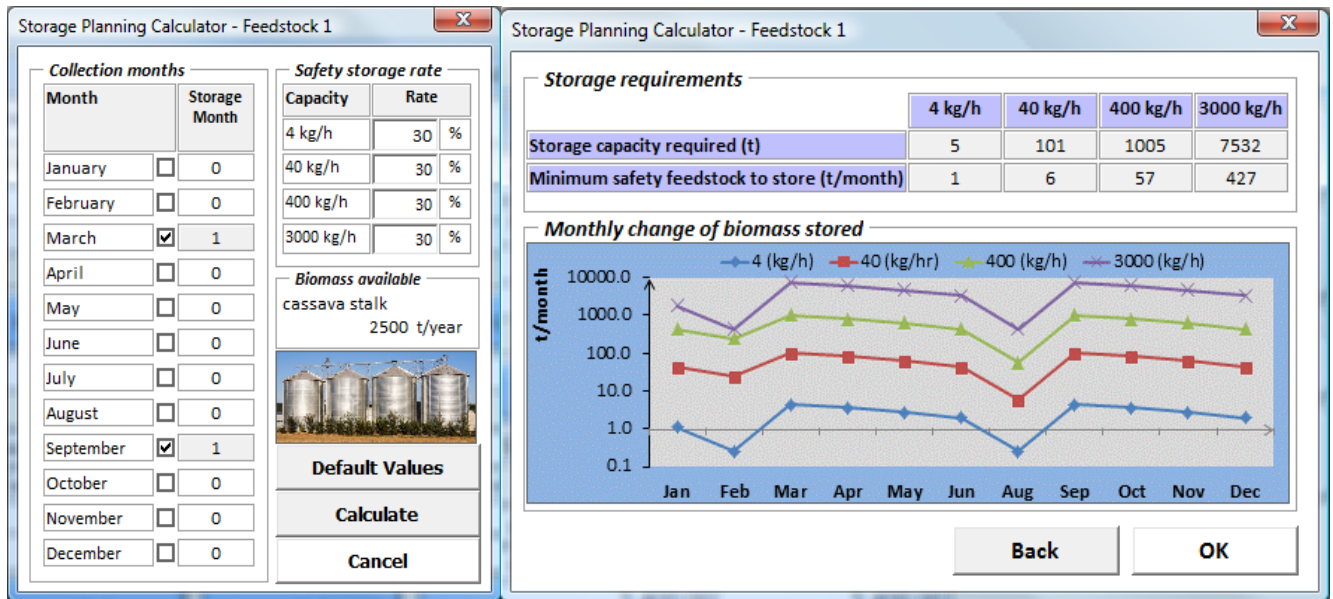 Storage Planning Calculator - Feedstock 1
Collection months
Month Storage Month
January 0
February 0
March 1
April 0
May 0
June 0
July 0
August 0
September 1
October 0
November 0
December 0
Safety storage rate
Capacity Rate
4 kg/h 30 %
40 kg/h 30 %
400 kg/h 30 %
3000 kg/h 30 %
Biomass available
cassava stalk
2500 t/year
Default Values
Calculate
Cancel
Storage Planning Calculator - Feedstock 1
Storage requirements
4 kg/h 40 kg/h 400 kg/h 3000 kg/h
Storage capacity required (t) 5 101 1005 7532
Minimum safety feedstock to store (t/month) 1 6 57 427
Monthly change of biomass stored
4 (kg/h) 40 (kg/hr) 400 (kg/h) 3000 (kg/h)
t/month
10000.0
1000.0
100.0
10.0
1.0
0.1
Jan Feb Mar Apr May Jun Aug Sep Oct Nov Dec
Back OK